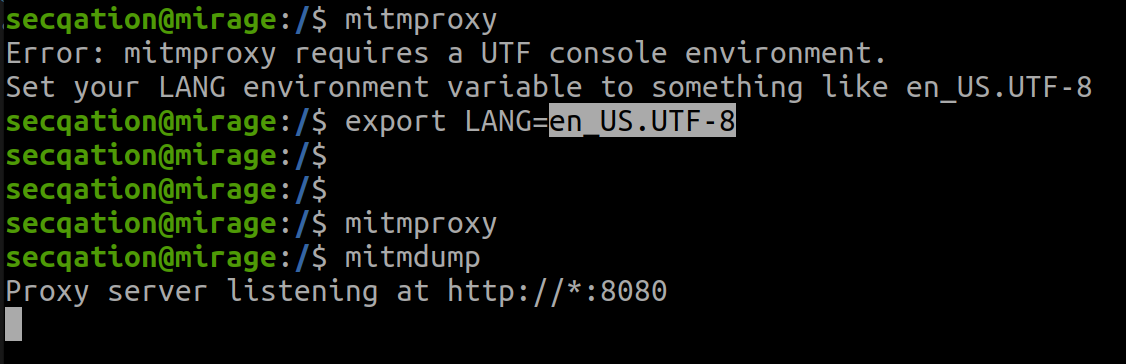 secqation@mirage:/$ mitmproxy
Error: mitmproxy requires a UTF console environment.
Set your LANG environment variable to something like en_US.UTF-8
secqation@mirage:/$ export LANG=en_US.UTF-8
secqation@mirage:/$
secqation@mirage:/$
secqation@mirage:/$ mitmproxy
secqation@mirage:/$ mitmdump
Proxy server listening at http://*:8080